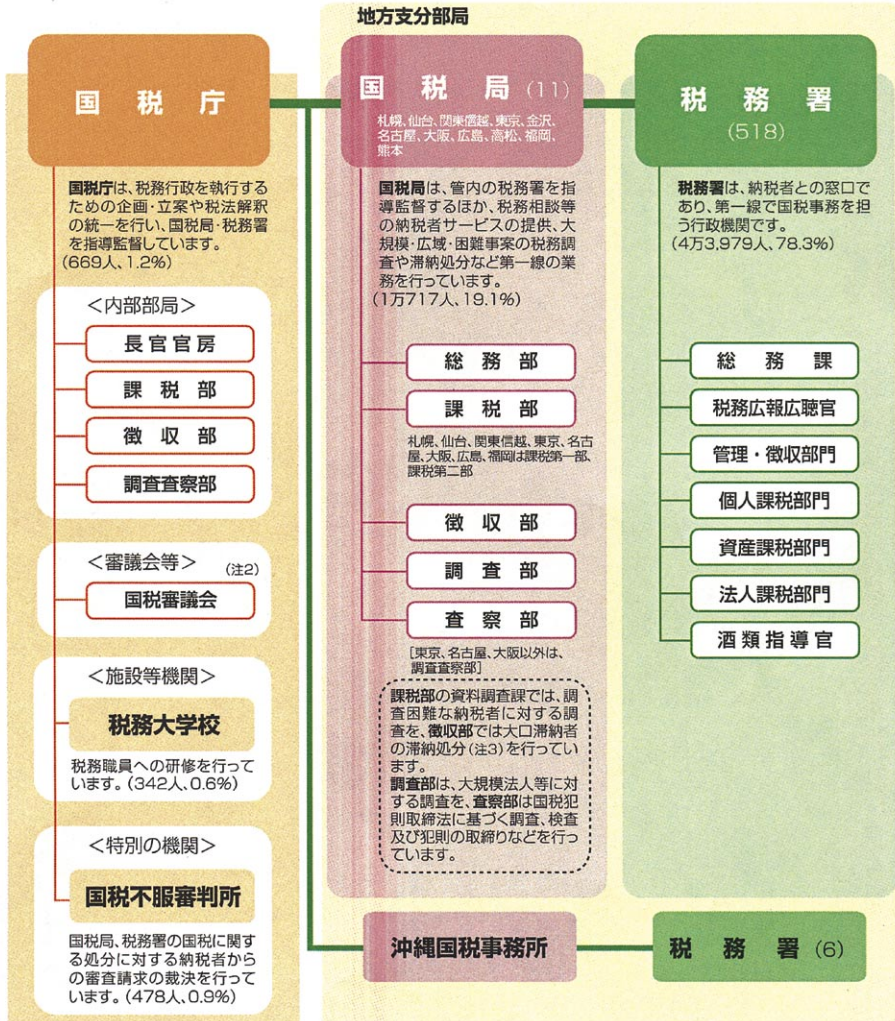 地方支分部局
国税庁
国税庁は、税務行政を執行する
ための企画・立案や税法解釈
の統一を行い、国税局・税務署
を指導監督しています。
(669人、1.2%)
<内部部局>
長官官房
課税部
徴収部
調査査察部
<審議会等>
(注2)
国税審議会
<施設等機関>
税務大学校
税務職員への研修を行って
います。(342人、0.6%)
<特別の機関>
国税不服審判所
国税局、税務署の国税に関す
る処分に対する納税者から
の審査請求の裁決を行って
います。(478人、0.9%)
国税局(11)
札幌、仙台、関東信越、東京、金沢、
名古屋、大阪、広島、高松、福岡、
熊本
国税局は、管内の税務署を指
導監督するほか、税務相談等
の納税者サービスの提供、大
規模・広域・困難事案の税務調
査や滞納処分など第一線の業
務を行っています。
(1万717人、19.1%)
総務部
課税部
札幌、仙台、関東信越、東京、名古
屋、大阪、広島、福岡は課税第一部、
課税第二部
徴収部
調査部
査察部
[東京、名古屋、大阪以外は、
調査査察部]
課税部の資料調査課では、調
査困難な納税者に対する調
査を、徴収部では大口滞納者
の滞納処分(注3)を行ってい
ます。
調査部は、大規模法人等に対
する調査を、査察部は国税犯
則取締法に基づく調査、検査
及び犯則の取締りなどを行っ
ています。
税務署
(518)
税務署は、納税者との窓口で
あり、第一線で国税事務を担
う行政機関です。
(4万3,979人、78.3%)
総務課
税務広報広聴官
管理・徴収部門
個人課税部門
資産課税部門
法人課税部門
酒類指導官
沖縄国税事務所
税務署(6)